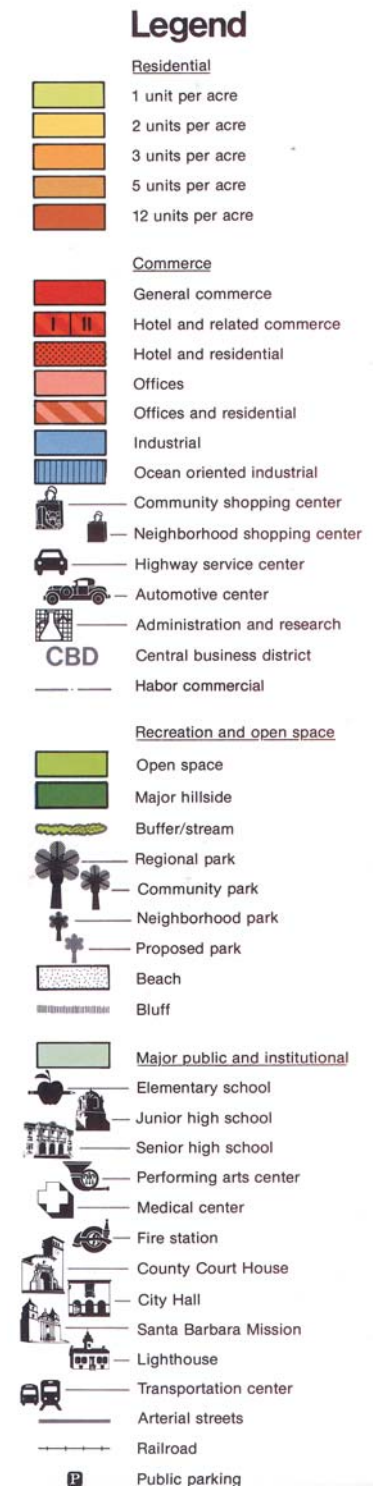 Legend
Residential
1 unit per acre
2 units per acre
3 units per acre
5 units per acre
12 units per acre
Commerce
General commerce
I II Hotel and related commerce
Hotel and residential
Offices
Offices and residential
Industrial
Ocean oriented industrial
Community shopping center
Neighborhood shopping center
Highway service center
Automotive center
Administration and research
CBD Central business district
Habor commercial
Recreation and open space
Open space
Major hillside
Buffer/stream
Regional park
Community park
Neighborhood park
Proposed park
Beach
Bluff
Major public and institutional
Elementary school
Junior high school
Senior high school
Performing arts center
Medical center
Fire station
County Court House
City Hall
Santa Barbara Mission
Lighthouse
Transportation center
Arterial streets
Railroad
P Public parking